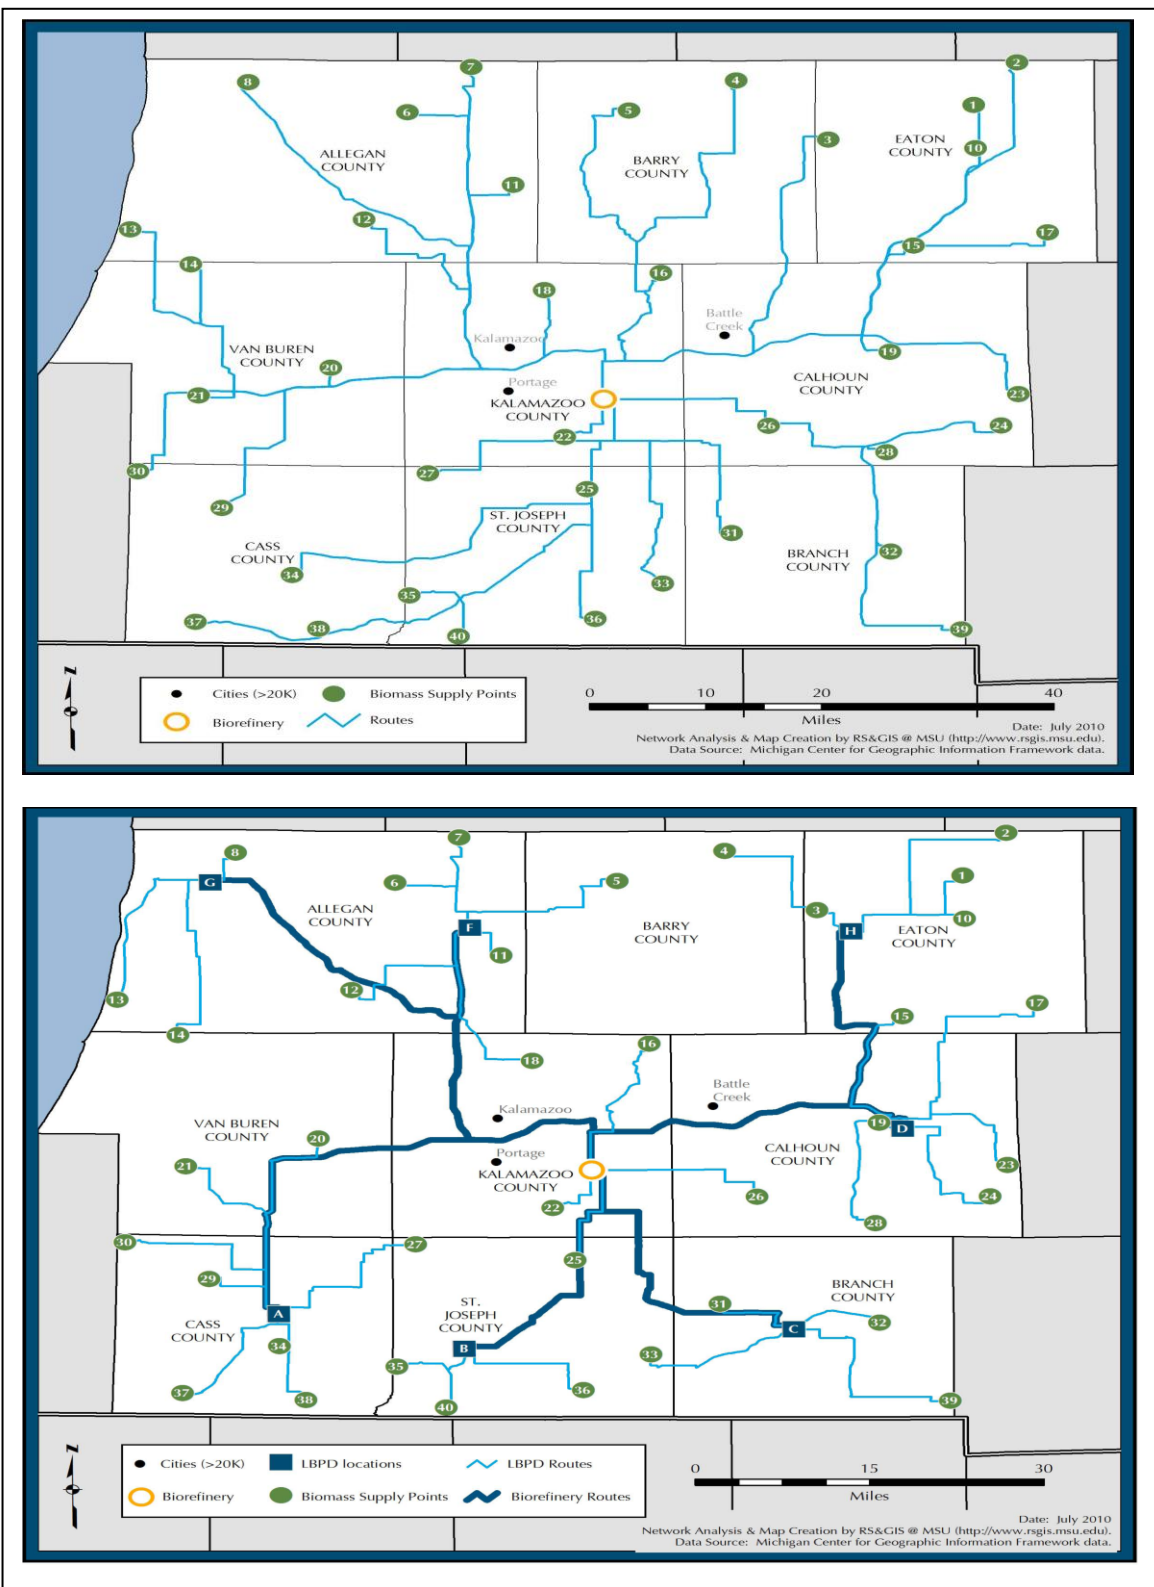 7
2
8
4
5
1
6
3
ALLEGAN
COUNTY
BARRY
COUNTY
EATON
COUNTY
10
11
12
13
15
17
14
16
18
Battle
Creek
Kalamazoo
VAN BUREN
COUNTY
19
20
Portage
CALHOUN
COUNTY
21
KALAMAZOO
COUNTY
23
22
26
24
28
30
27
25
29
ST. JOSEPH
COUNTY
31
CASS
COUNTY
BRANCH
COUNTY
32
34
33
35
37
38
40
36
39
N
Cities (>20K)
Biomass Supply Points
Biorefinery
Routes
0
10
20
40
Miles
Date: July 2010
Network Analysis & Map Creation by RS&GIS @ MSU (http://www.rsgis.msu.edu).
Data Source: Michigan Center for Geographic Information Framework data.
7
2
8
4
G
6
5
1
ALLEGAN
COUNTY
3
10
F
H
BARRY
COUNTY
EATON
COUNTY
11
12
13
17
15
14
16
18
Battle
Creek
Kalamazoo
VAN BUREN
COUNTY
19
D
20
Portage
CALHOUN
COUNTY
21
KALAMAZOO
COUNTY
23
26
24
22
28
30
27
25
29
BRANCH
COUNTY
A
ST.
JOSEPH
COUNTY
31
CASS
COUNTY
C
32
34
B
33
35
37
38
36
40
39
N
Cities (>20K)
LBPD locations
LBPD Routes
Biorefinery
Biomass Supply Points
Biorefinery Routes
0
15
30
Miles
Date: July 2010
Network Analysis & Map Creation by RS&GIS @ MSU (http://www.rsgis.msu.edu).
Data Source: Michigan Center for Geographic Information Framework data.